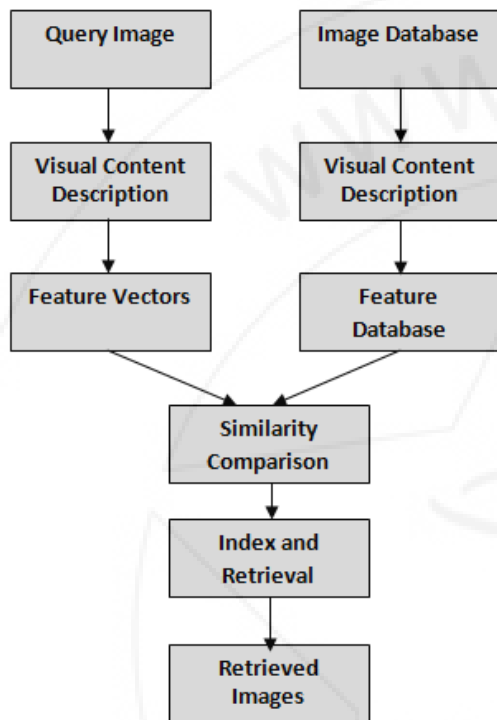 Query Image
Image Database
Visual Content
Description
Visual Content
Description
Feature Vectors
Feature
Database
Similarity
Comparison
Index and
Retrieval
Retrieved
Images
www